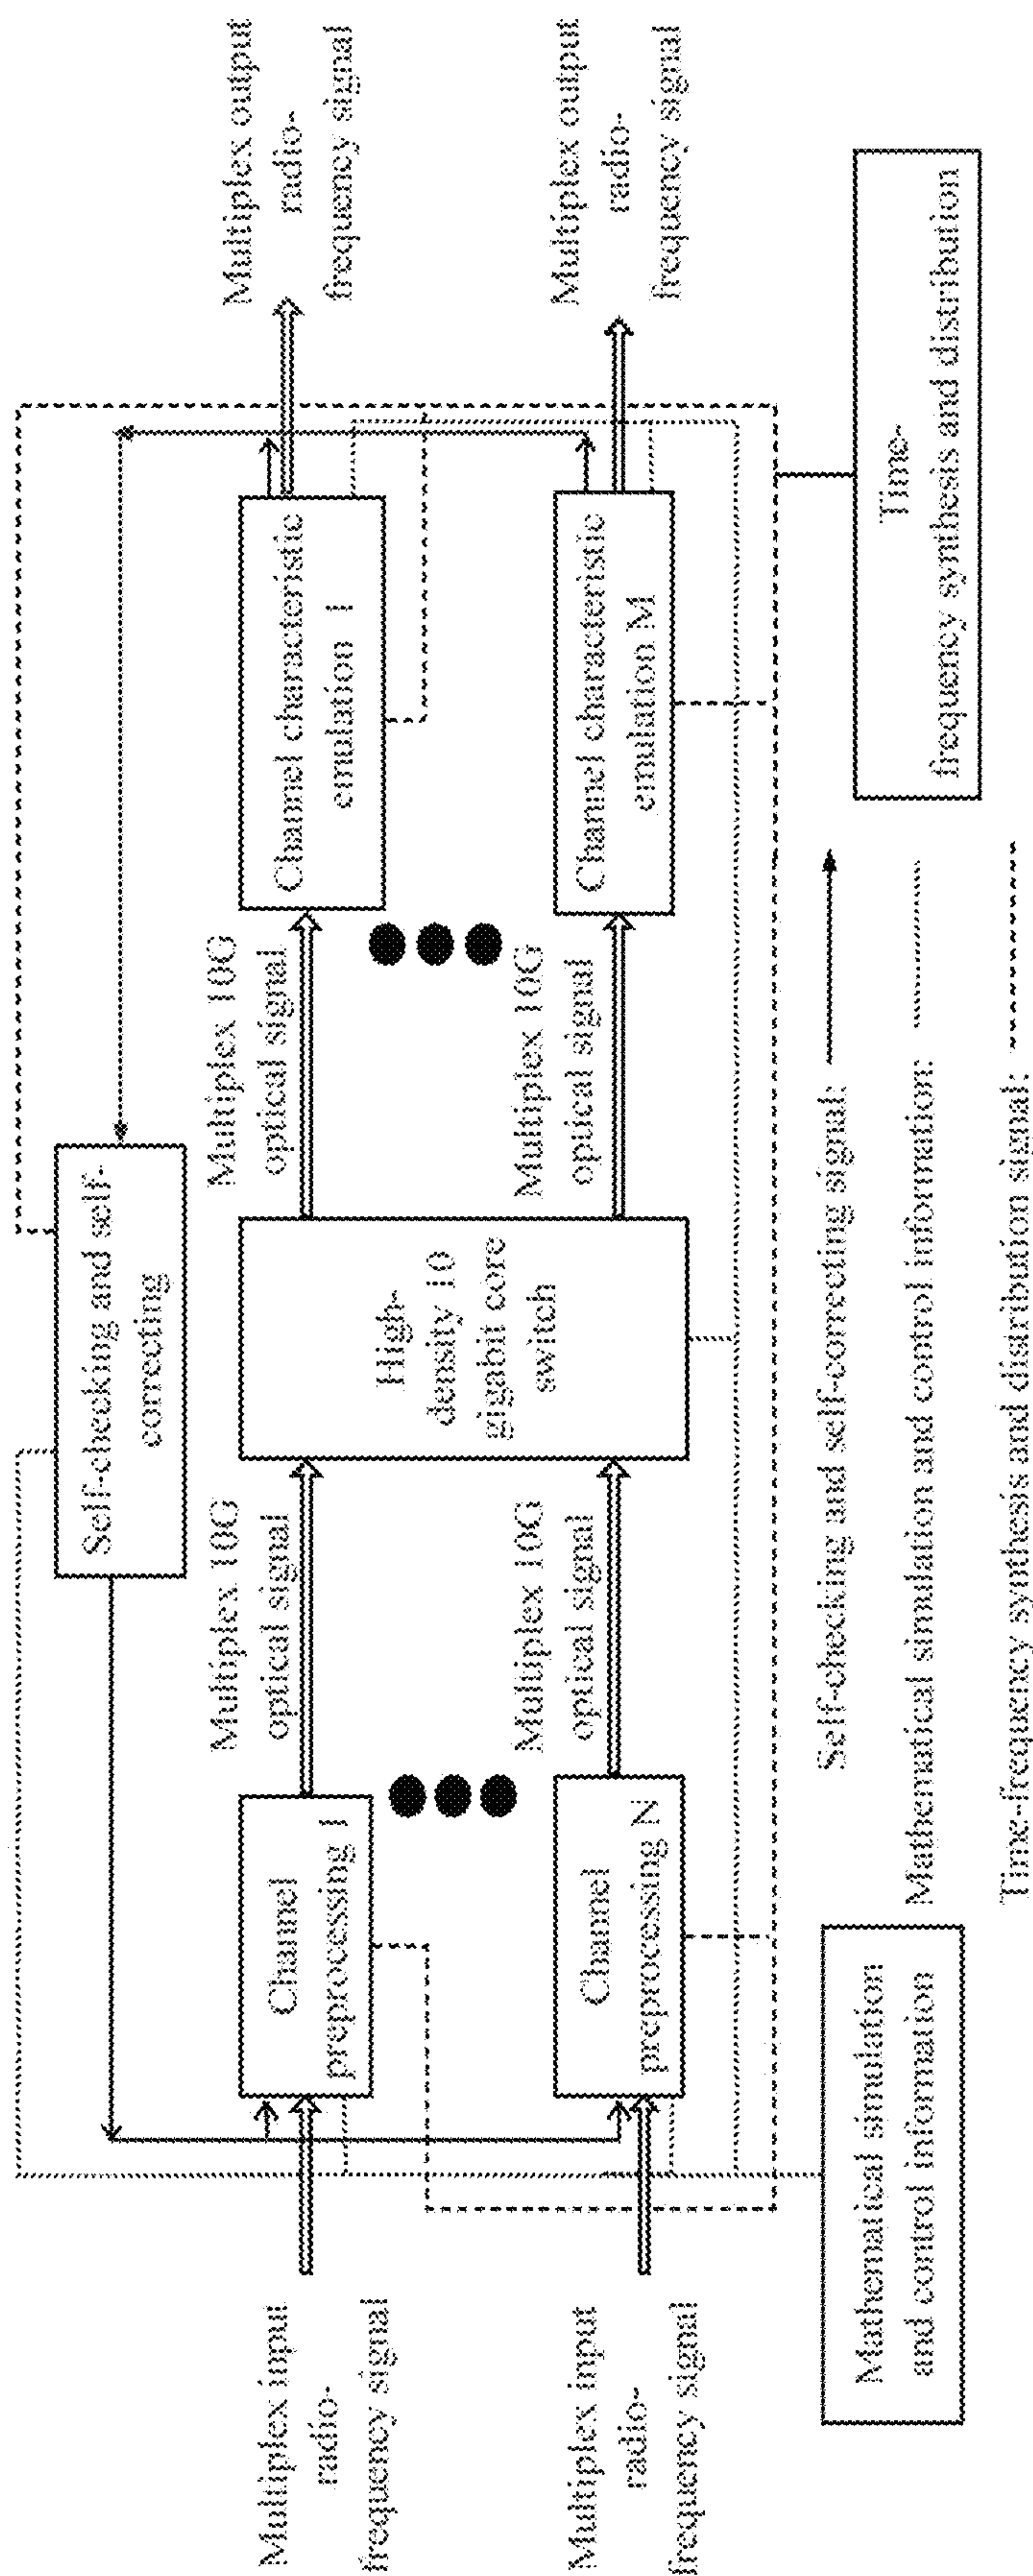 Self-checking and self-
correcting
Multiplex input
radio-
frequency signal
Channel
preprocessing 1
Multiplex 10G
optical signal
High-
density 10
gigabit core
switch
Multiplex 10G
optical signal
Channel characteristic
emulation 1
Multiplex output
radio-
frequency signal
Multiplex input
radio-
frequency signal
Channel
preprocessing N
Multiplex 10G
optical signal
Multiplex 10G
optical signal
Channel characteristic
emulation M
Multiplex output
radio-
frequency signal
Mathematical simulation
and control information
Self-checking and self-correcting signal:
Mathematical simulation and control information:
Time-frequency synthesis and distribution signal:
Time-
frequency synthesis and distribution